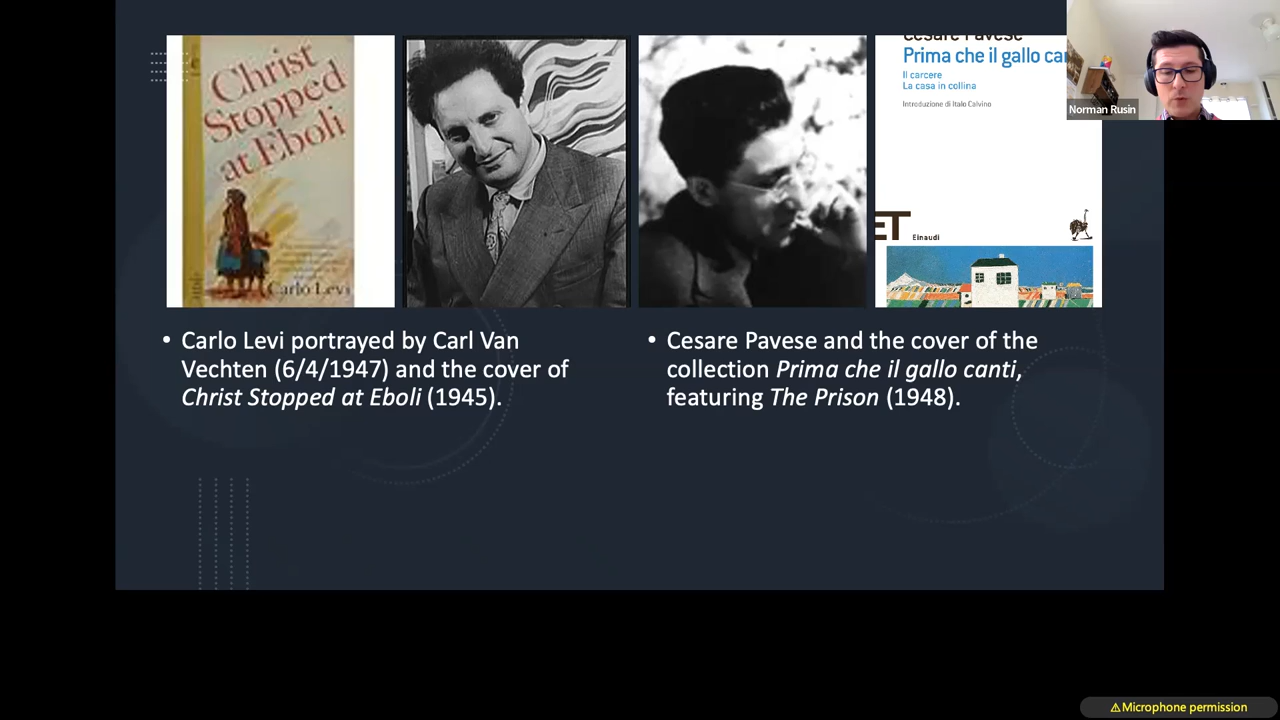 Christ
Stopped
at Eboli
Carlo Levi
Cesare Pavese
Prima che il gallo ca
Il carcere
La casa in collina
Introduzione di Italo Calvino
ET
Einaudi
Norman Rusin
• Carlo Levi portrayed by Carl Van
Vechten (6/4/1947) and the cover of
Christ Stopped at Eboli (1945).
• Cesare Pavese and the cover of the
collection Prima che il gallo canti,
featuring The Prison (1948).
⚠Microphone permission